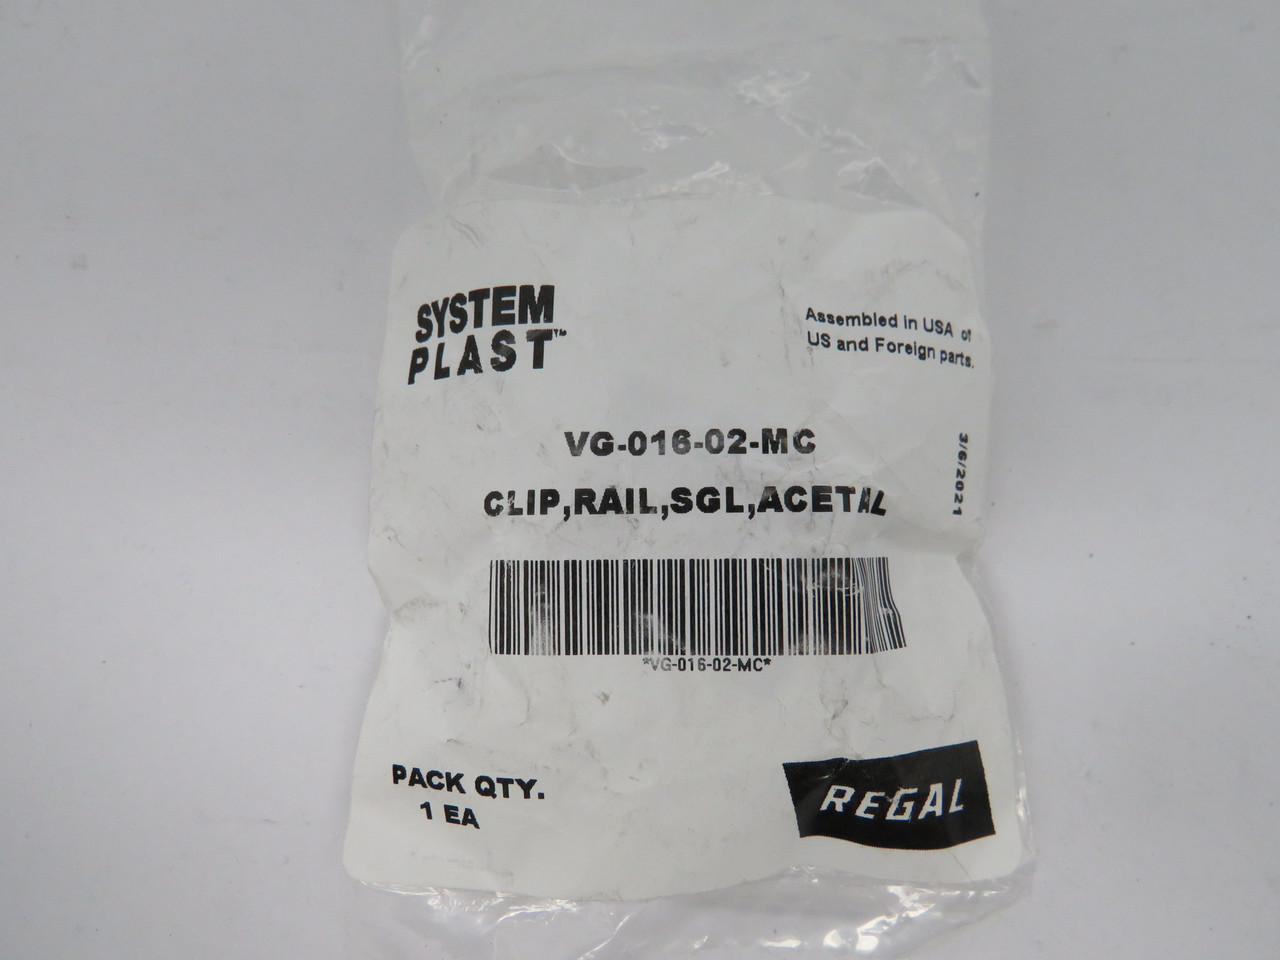 SYSTEM
PLAST™
Assembled in USA of
US and Foreign parts.
VG-016-02-MC
CLIP,RAIL,SGL,ACETAL
3/6/2021
*VG-016-02-MC*
PACK QTY.
1 EA
REGAL